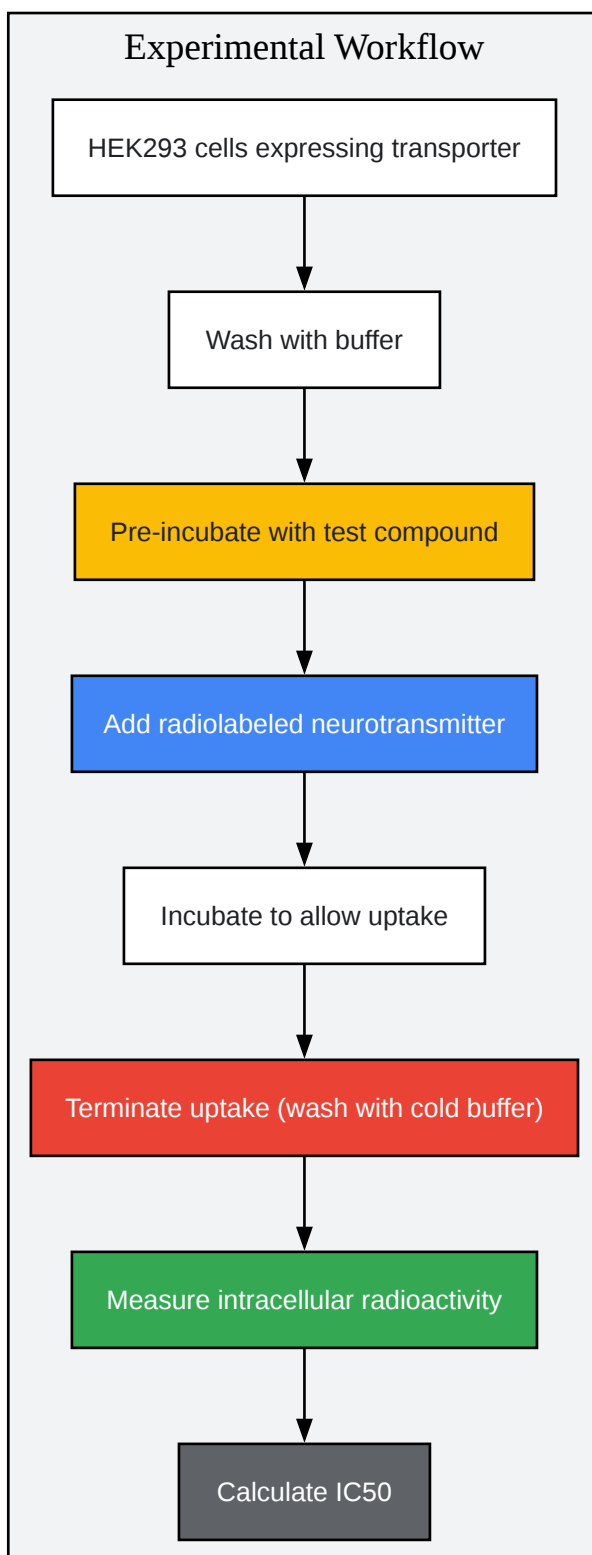 Experimental Workflow
HEK293 cells expressing transporter
Wash with buffer
Pre-incubate with test compound
Add radiolabeled neurotransmitter
Incubate to allow uptake
Terminate uptake (wash with cold buffer)
Measure intracellular radioactivity
Calculate IC50